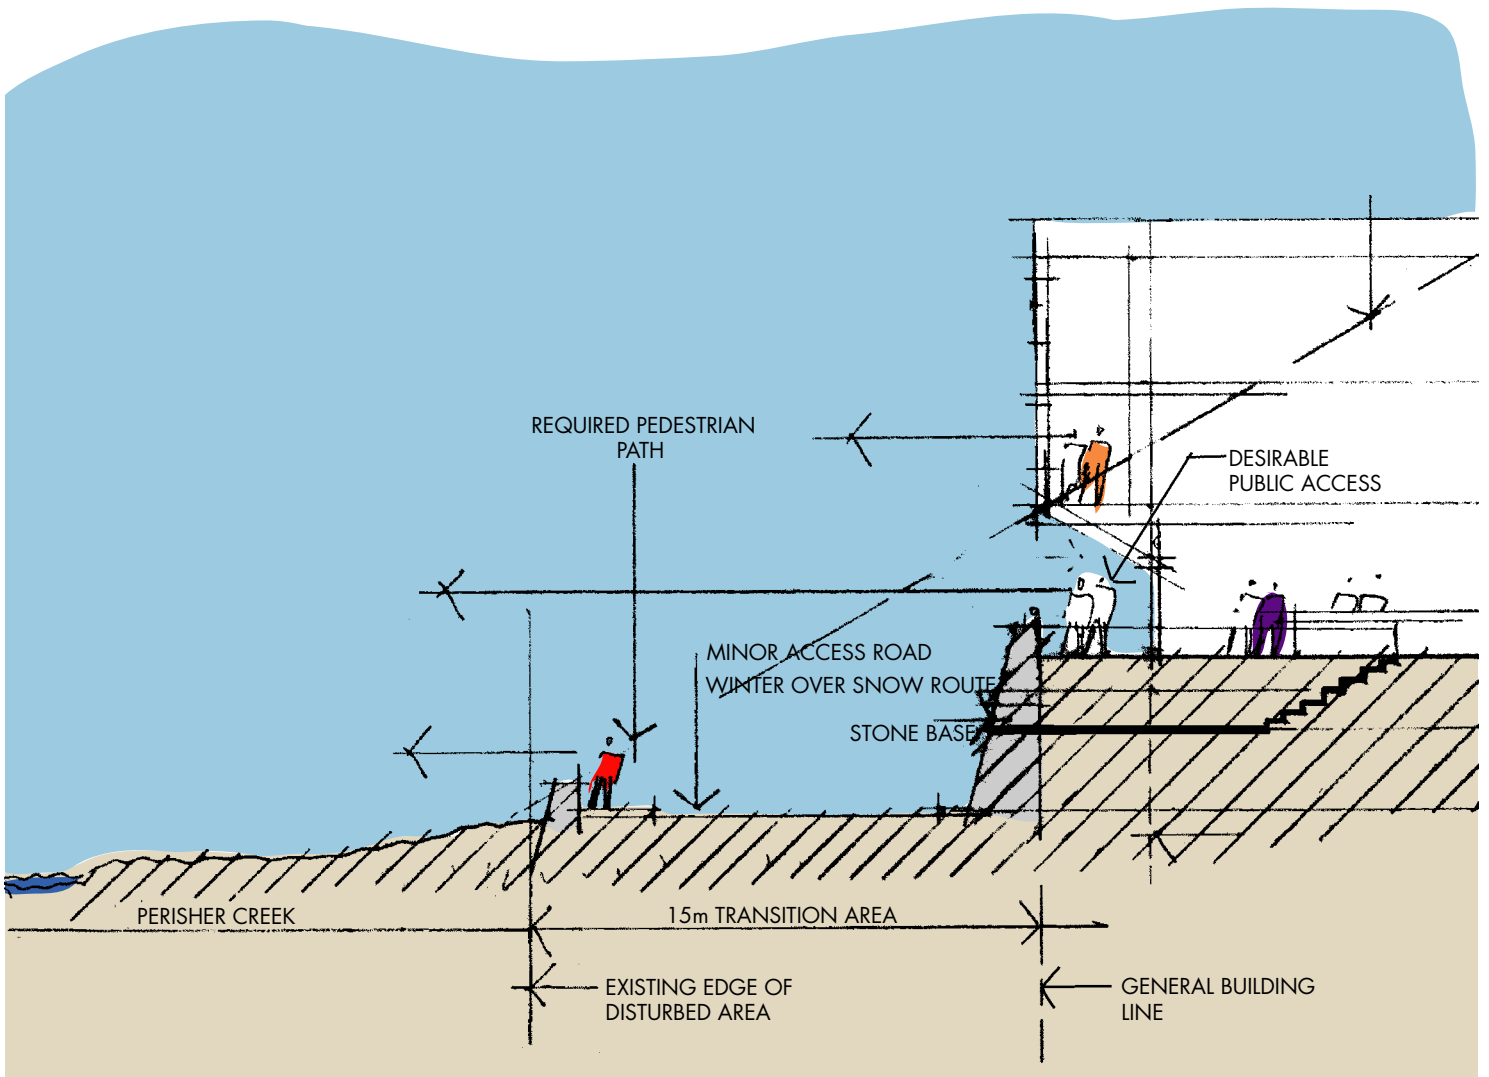 REQUIRED PEDESTRIAN
PATH
DESIRABLE
PUBLIC ACCESS
MINOR ACCESS ROAD
WINTER OVER SNOW ROUTE
STONE BASE
PERISHER CREEK
15m TRANSITION AREA
EXISTING EDGE OF
DISTURBED AREA
GENERAL BUILDING
LINE